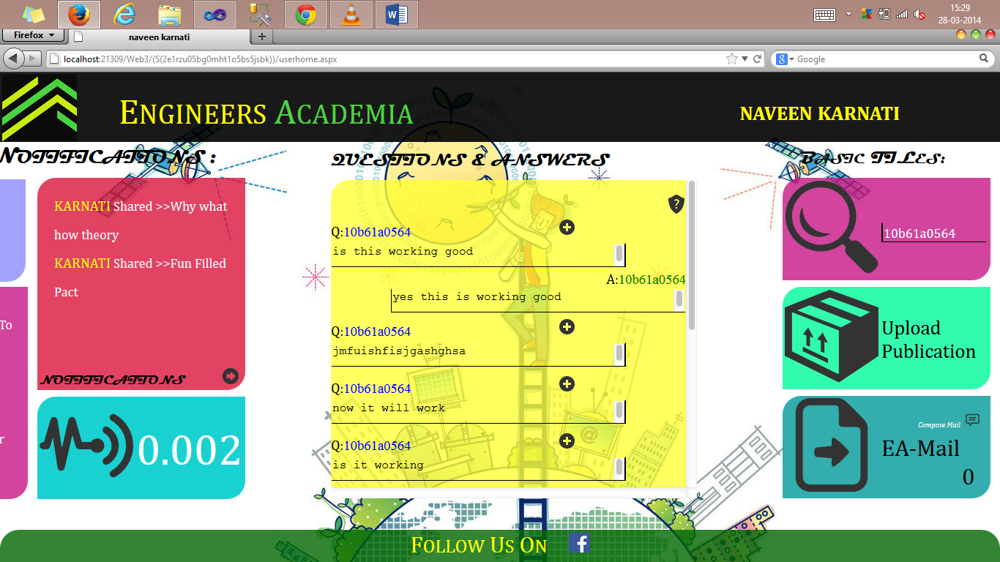 15:29
28-03-2014
Firefox
naveen karnati
localhost:21309/Web3/(S(2e1rzu05bg0mht1o5bs5jsbk))/userhome.aspx
Google
ENGINEERS ACADEMIA
NAVEEN KARNATI
NOTIFICATIONS :
KARNATI Shared >>Why what
how theory
KARNATI Shared >>Fun Filled
Pact
NOTIFICATIONS
To
r
0.002
QUESTIONS & ANSWERS
Q:10b61a0564
is this working good
A:10b61a0564
yes this is working good
Q:10b61a0564
jmfuishfisjgashghsa
Q:10b61a0564
now it will work
Q:10b61a0564
is it working
BASIC TILES:
10b61a0564
Upload
Publication
Compose Mail
EA-Mail
0
FOLLOW US ON